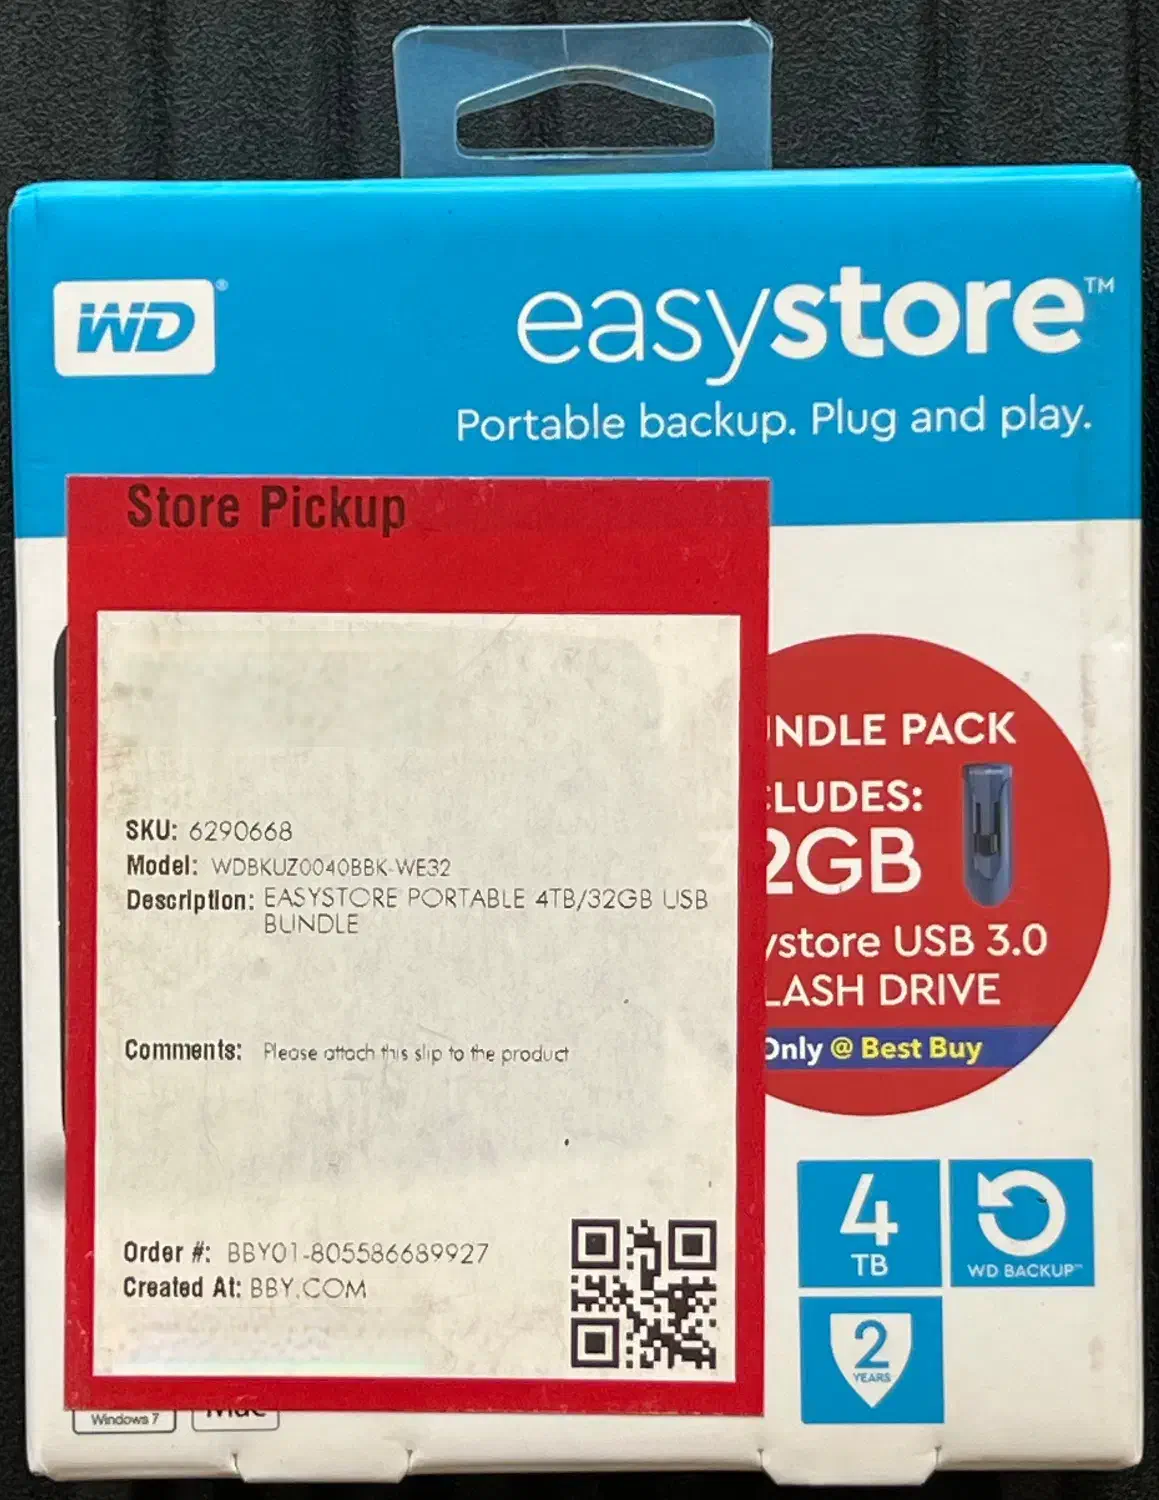 WD®
easystore™
Portable backup. Plug and play.
Store Pickup
SKU: 6290668
Model: WDBKUZ0040BBK-WE32
Description: EASYSTORE PORTABLE 4TB/32GB USB
BUNDLE
Comments: Please attach this slip to the product
Order #: BBY01-805586689927
Created At: BBY.COM
NDLE PACK
LUDES:
2GB
ystore USB 3.0
LASH DRIVE
Only @ Best Buy
4
TB
WD BACKUP™
2
YEARS
Windows 7
Mac